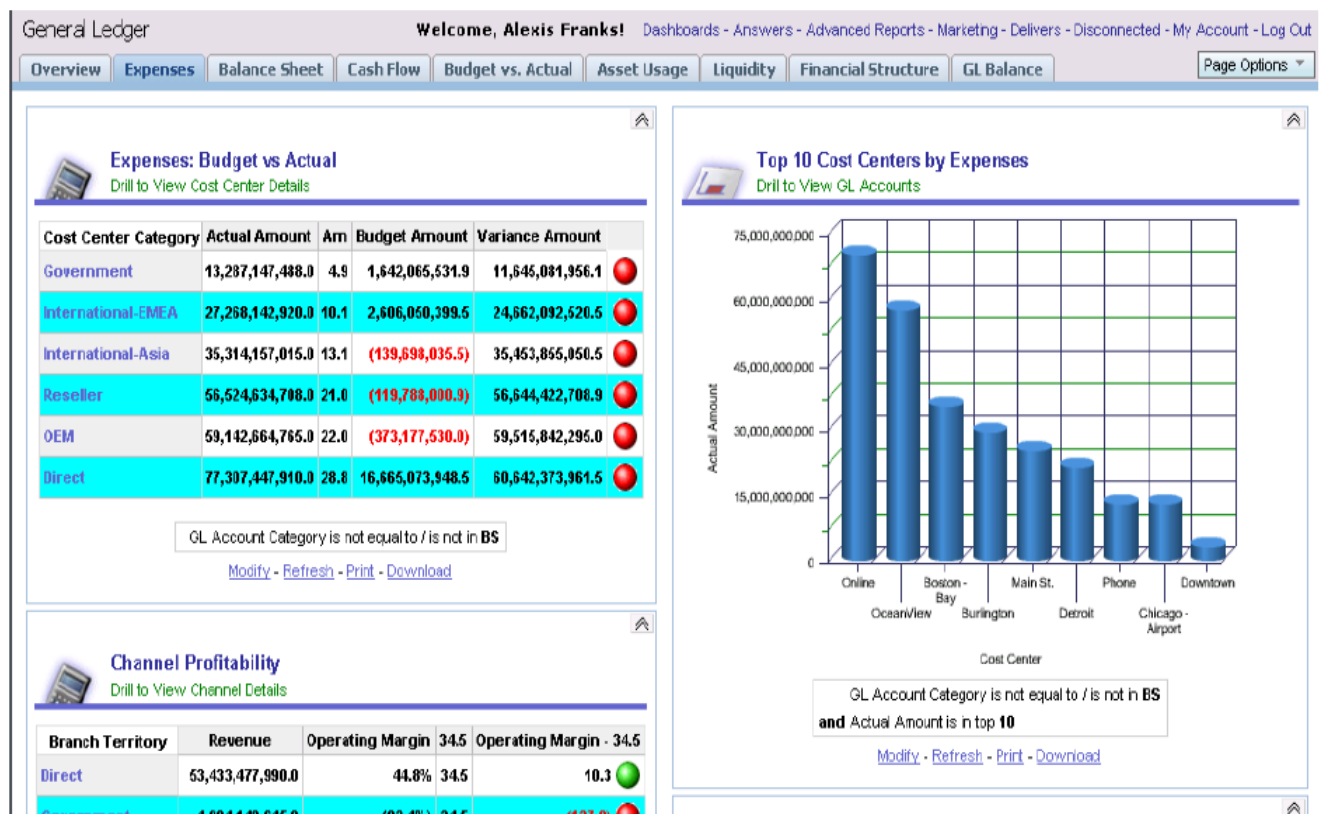 General Ledger
Welcome, Alexis Franks! Dashboards - Answers - Advanced Reports - Marketing - Delivers - Disconnected - My Account - Log Out
Overview Expenses Balance Sheet Cash Flow Budget vs. Actual Asset Usage Liquidity Financial Structure GL Balance Page Options
Expenses: Budget vs Actual
Drill to View Cost Center Details
Cost Center Category Actual Amount Am Budget Amount Variance Amount
Government 13,287,147,488.0 4.9 1,642,065,531.9 11,645,081,956.1
International-EMEA 27,268,142,920.0 10.1 2,606,050,399.5 24,662,092,520.5
International-Asia 35,314,157,015.0 13.1 (139,698,035.5) 35,453,855,050.5
Reseller 56,524,634,708.0 21.0 (119,788,000.9) 56,644,422,708.9
OEM 59,142,664,765.0 22.0 (373,177,530.0) 59,515,842,295.0
Direct 77,307,447,910.0 28.8 16,665,073,948.5 60,642,373,961.5
GL Account Category is not equal to / is not in BS
Modify - Refresh - Print - Download
Channel Profitability
Drill to View Channel Details
Branch Territory Revenue Operating Margin 34.5 Operating Margin - 34.5
Direct 53,433,477,990.0 44.8% 34.5 10.3
Top 10 Cost Centers by Expenses
Drill to View GL Accounts
Actual Amount
75,000,000,000
60,000,000,000
45,000,000,000
30,000,000,000
15,000,000,000
0
Online
OceanView
Boston -
Bay
Burlington
Main St.
Detroit
Phone
Chicago -
Airport
Downtown
Cost Center
GL Account Category is not equal to / is not in BS
and Actual Amount is in top 10
Modify - Refresh - Print - Download